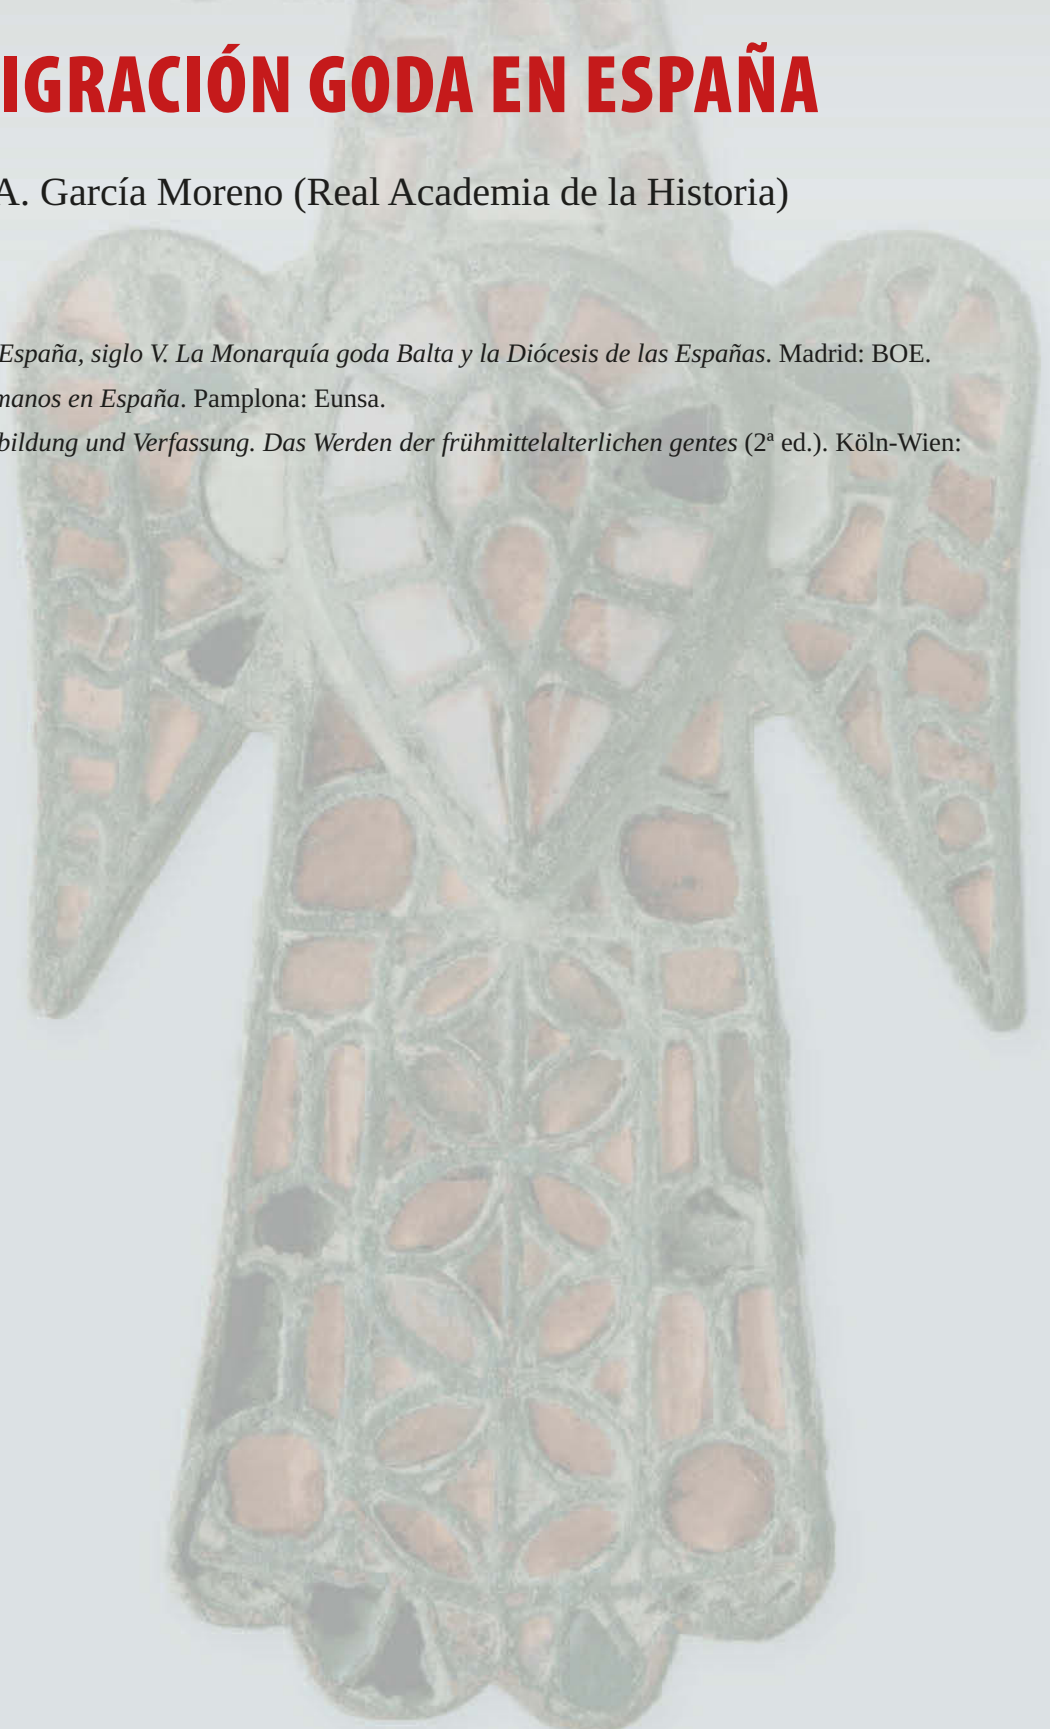 IGRACIÓN GODA EN ESPAÑA
A. García Moreno (Real Academia de la Historia)
España, siglo V. La Monarquía goda Balta y la Diócesis de las Españas. Madrid: BOE.
manos en España. Pamplona: Eunsa.
bildung und Verfassung. Das Werden der frühmittelalterlichen gentes (2ª ed.). Köln-Wien: